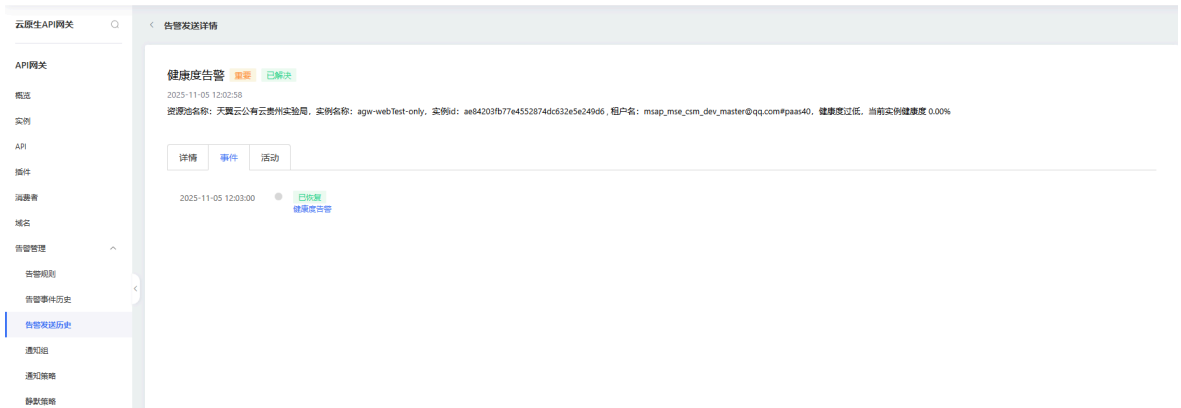 云原生API网关
告警发送详情
API网关
概览
实例
API
插件
消费者
域名
告警管理
告警规则
告警事件历史
告警发送历史
通知组
通知策略
静默策略
健康度告警 重要 已解决
2025-11-05 12:02:58
资源池名称：天翼云公有云贵州实验局，实例名称：agw-webTest-only，实例id：ae84203fb77e4552874dc632e5e249d6 , 租户名：msap_mse_csm_dev_master@qq.com#paas40，健康度过低，当前实例健康度 0.00%
详情 事件 活动
2025-11-05 12:03:00 已恢复
健康度告警